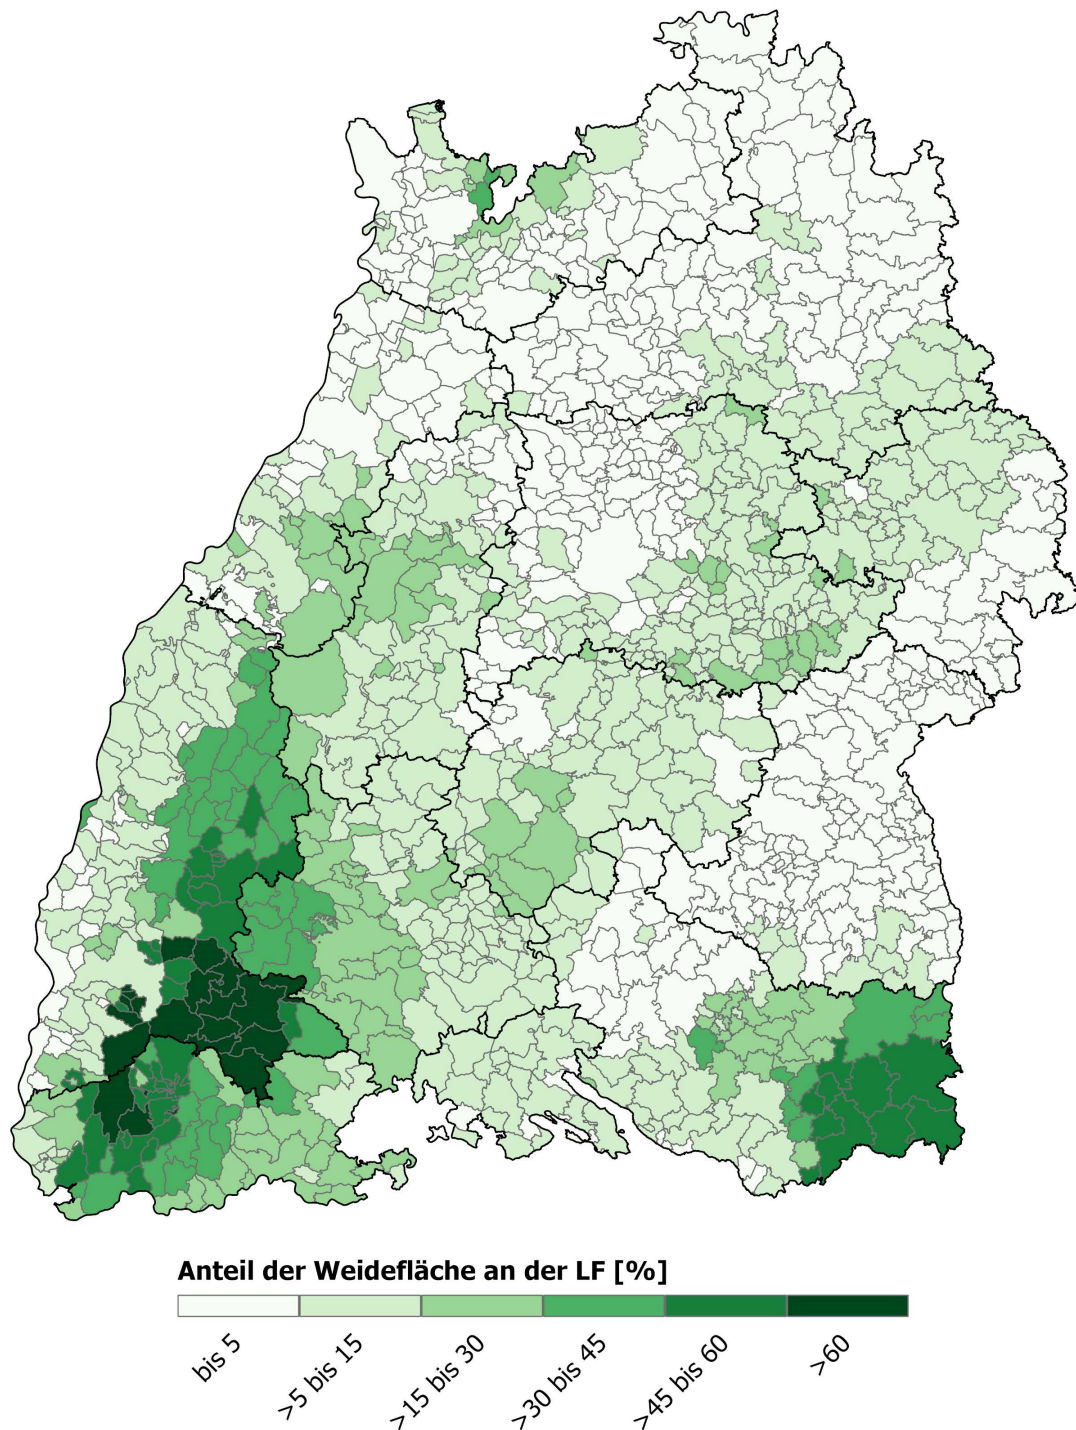 Anteil der Weidefläche an der LF [%]
bis 5
>5 bis 15
>15 bis 30
>30 bis 45
>45 bis 60
>60